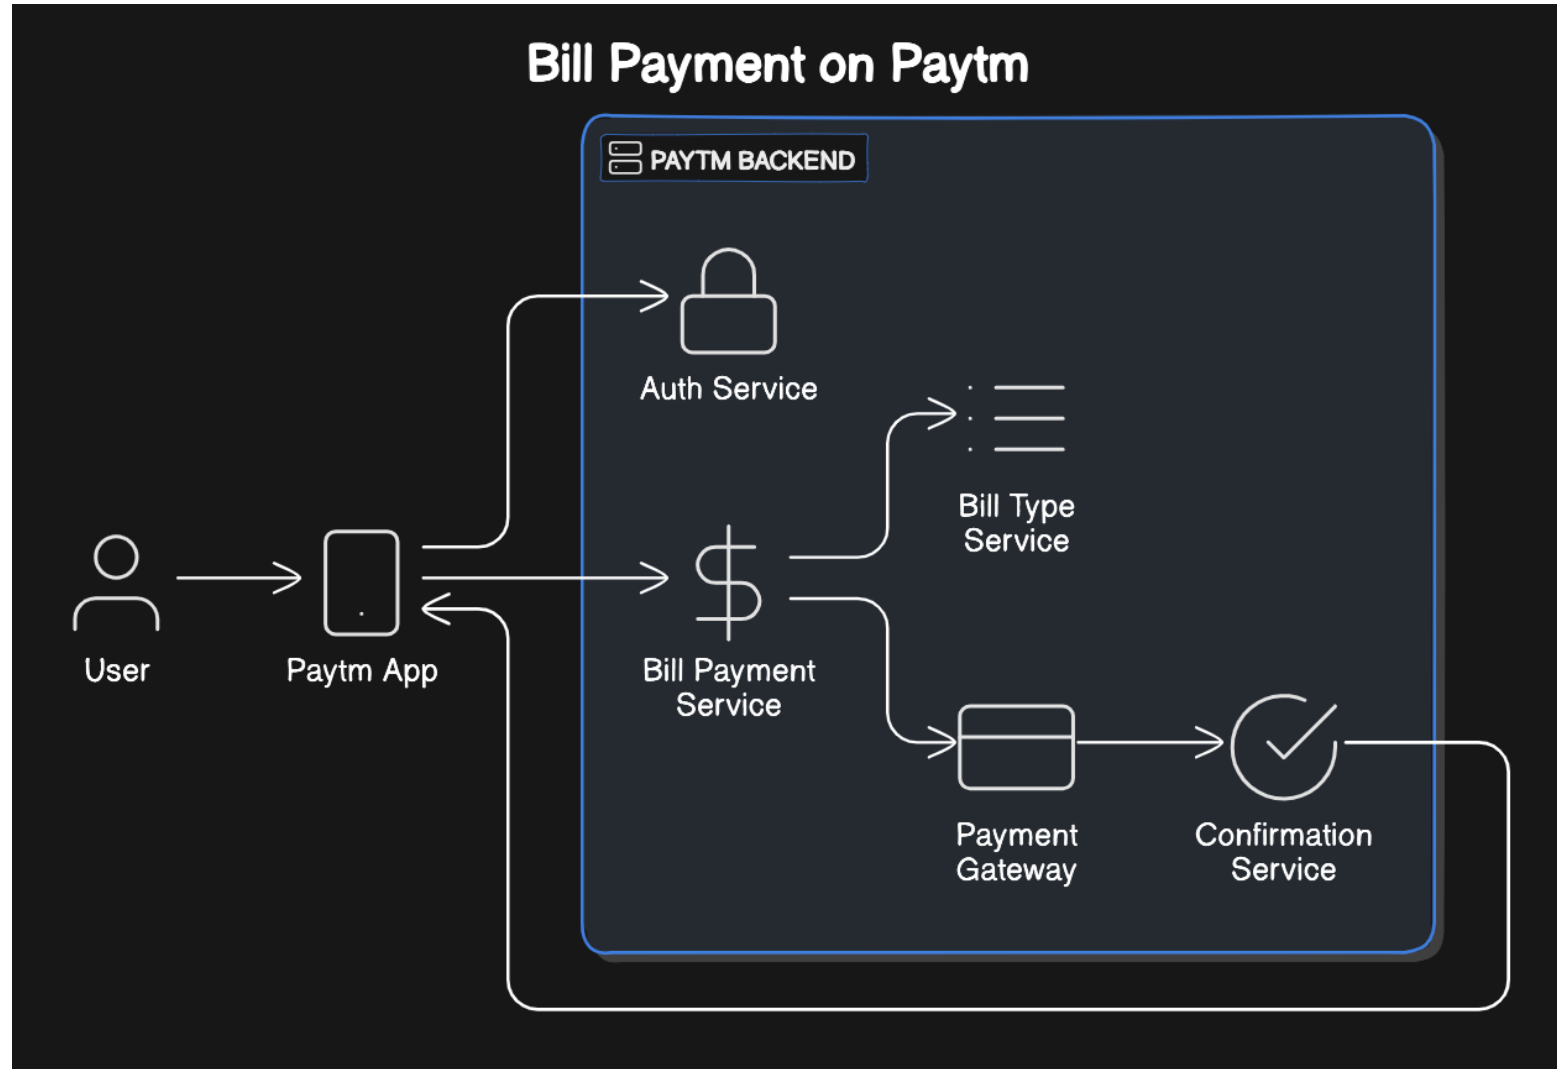 Bill Payment on Paytm
PAYTM BACKEND
Auth Service
Bill Type
Service
User
Paytm App
Bill Payment
Service
Payment
Gateway
Confirmation
Service